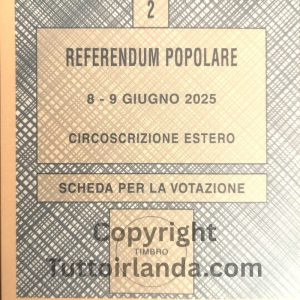 2
REFERENDUM POPOLARE
8 - 9 GIUGNO 2025
CIRCOSCRIZIONE ESTERO
SCHEDA PER LA VOTAZIONE
Copyright
TIMBRO
Tuttoirlanda.com